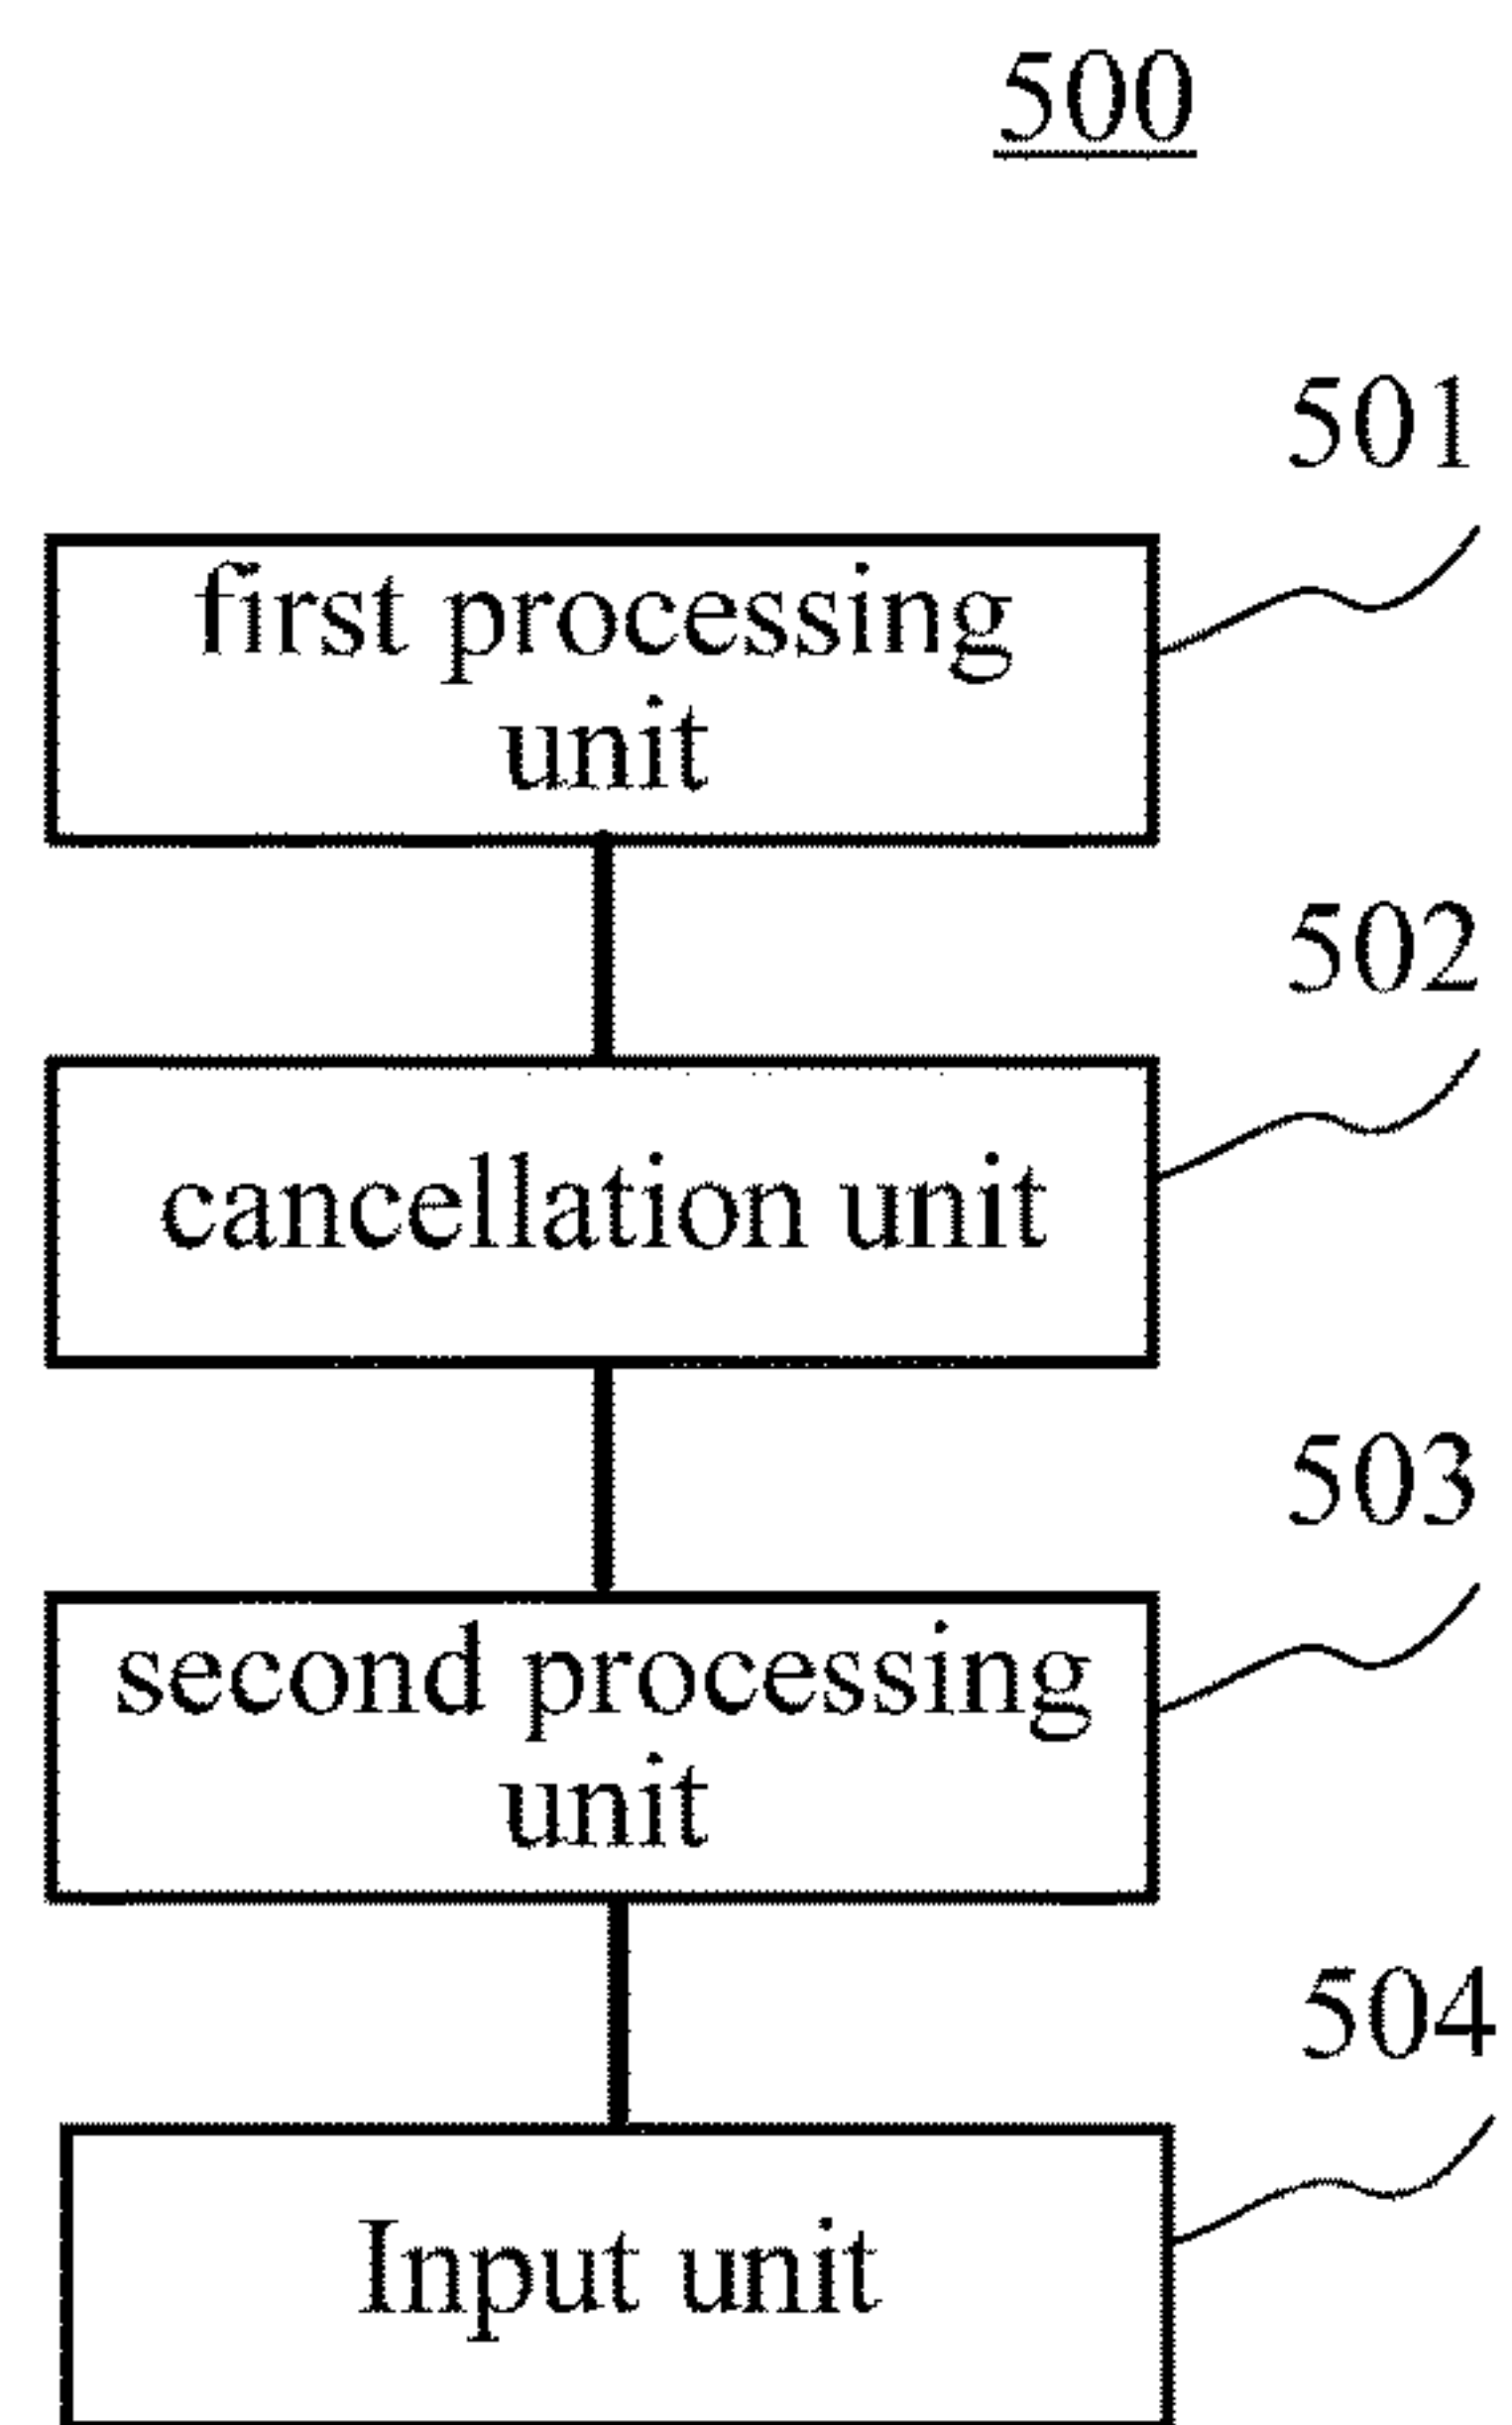 500
501
first processing
unit
502
cancellation unit
503
second processing
unit
504
Input unit